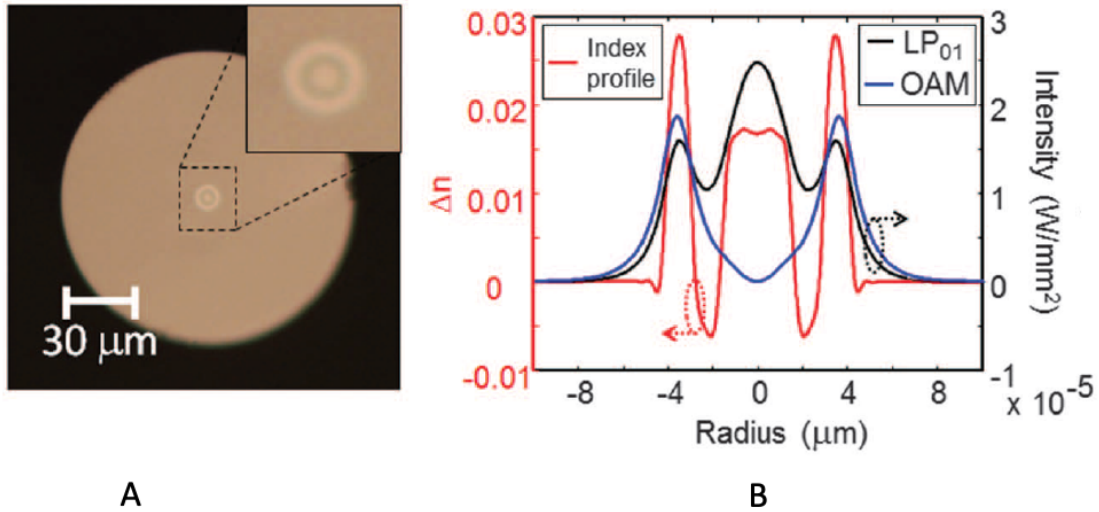 30 μm
A
0.03
0.02
0.01
0
-0.01
Δn
Index
profile
LP01
OAM
3
2
1
0
-1
x 10-5
Intensity (W/mm2)
-8
-4
0
4
8
Radius (μm)
B